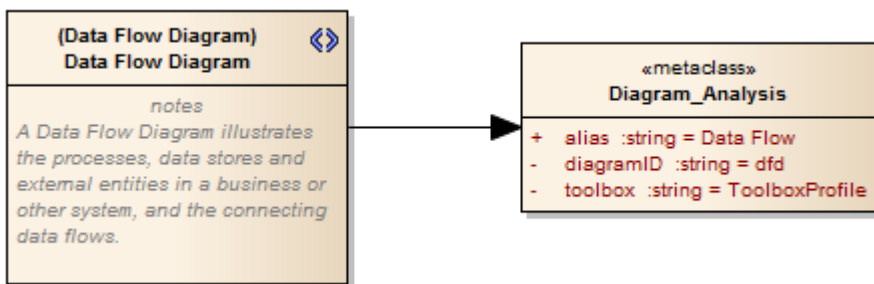 (Data Flow Diagram)
Data Flow Diagram
notes
A Data Flow Diagram illustrates
the processes, data stores and
external entities in a business or
other system, and the connecting
data flows.
«metaclass»
Diagram_Analysis
+ alias :string = Data Flow
- diagramID :string = dfd
- toolbox :string = ToolboxProfile